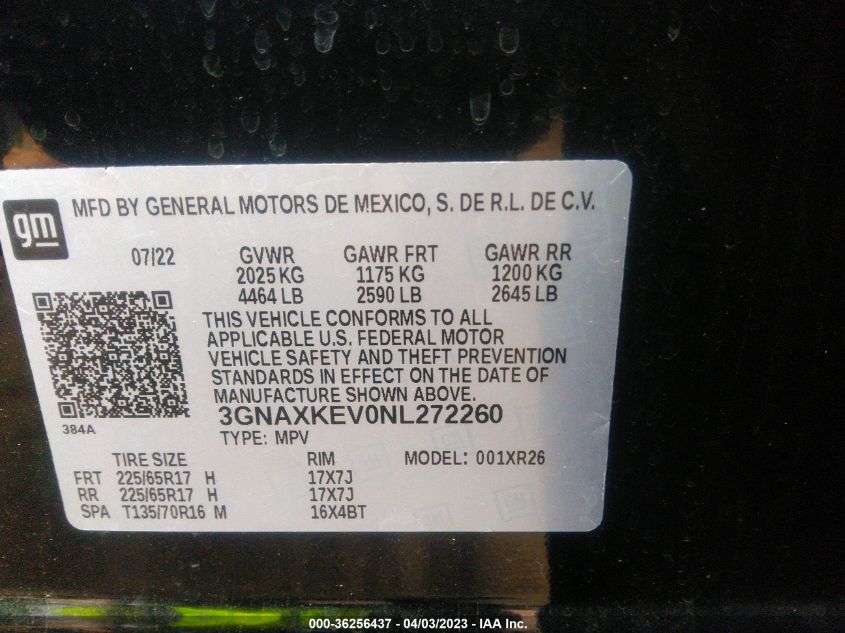 gm
MFD BY GENERAL MOTORS DE MEXICO, S. DE R.L. DE C.V.
07/22 GVWR GAWR FRT GAWR RR
2025 KG 1175 KG 1200 KG
4464 LB 2590 LB 2645 LB
THIS VEHICLE CONFORMS TO ALL
APPLICABLE U.S. FEDERAL MOTOR
VEHICLE SAFETY AND THEFT PREVENTION
STANDARDS IN EFFECT ON THE DATE OF
MANUFACTURE SHOWN ABOVE.
384A
3GNAXKEV0NL272260
TYPE: MPV
TIRE SIZE RIM MODEL: 001XR26
FRT 225/65R17 H 17X7J
RR 225/65R17 H 17X7J
SPA T135/70R16 M 16X4BT
000-36256437 - 04/03/2023 - IAA Inc.